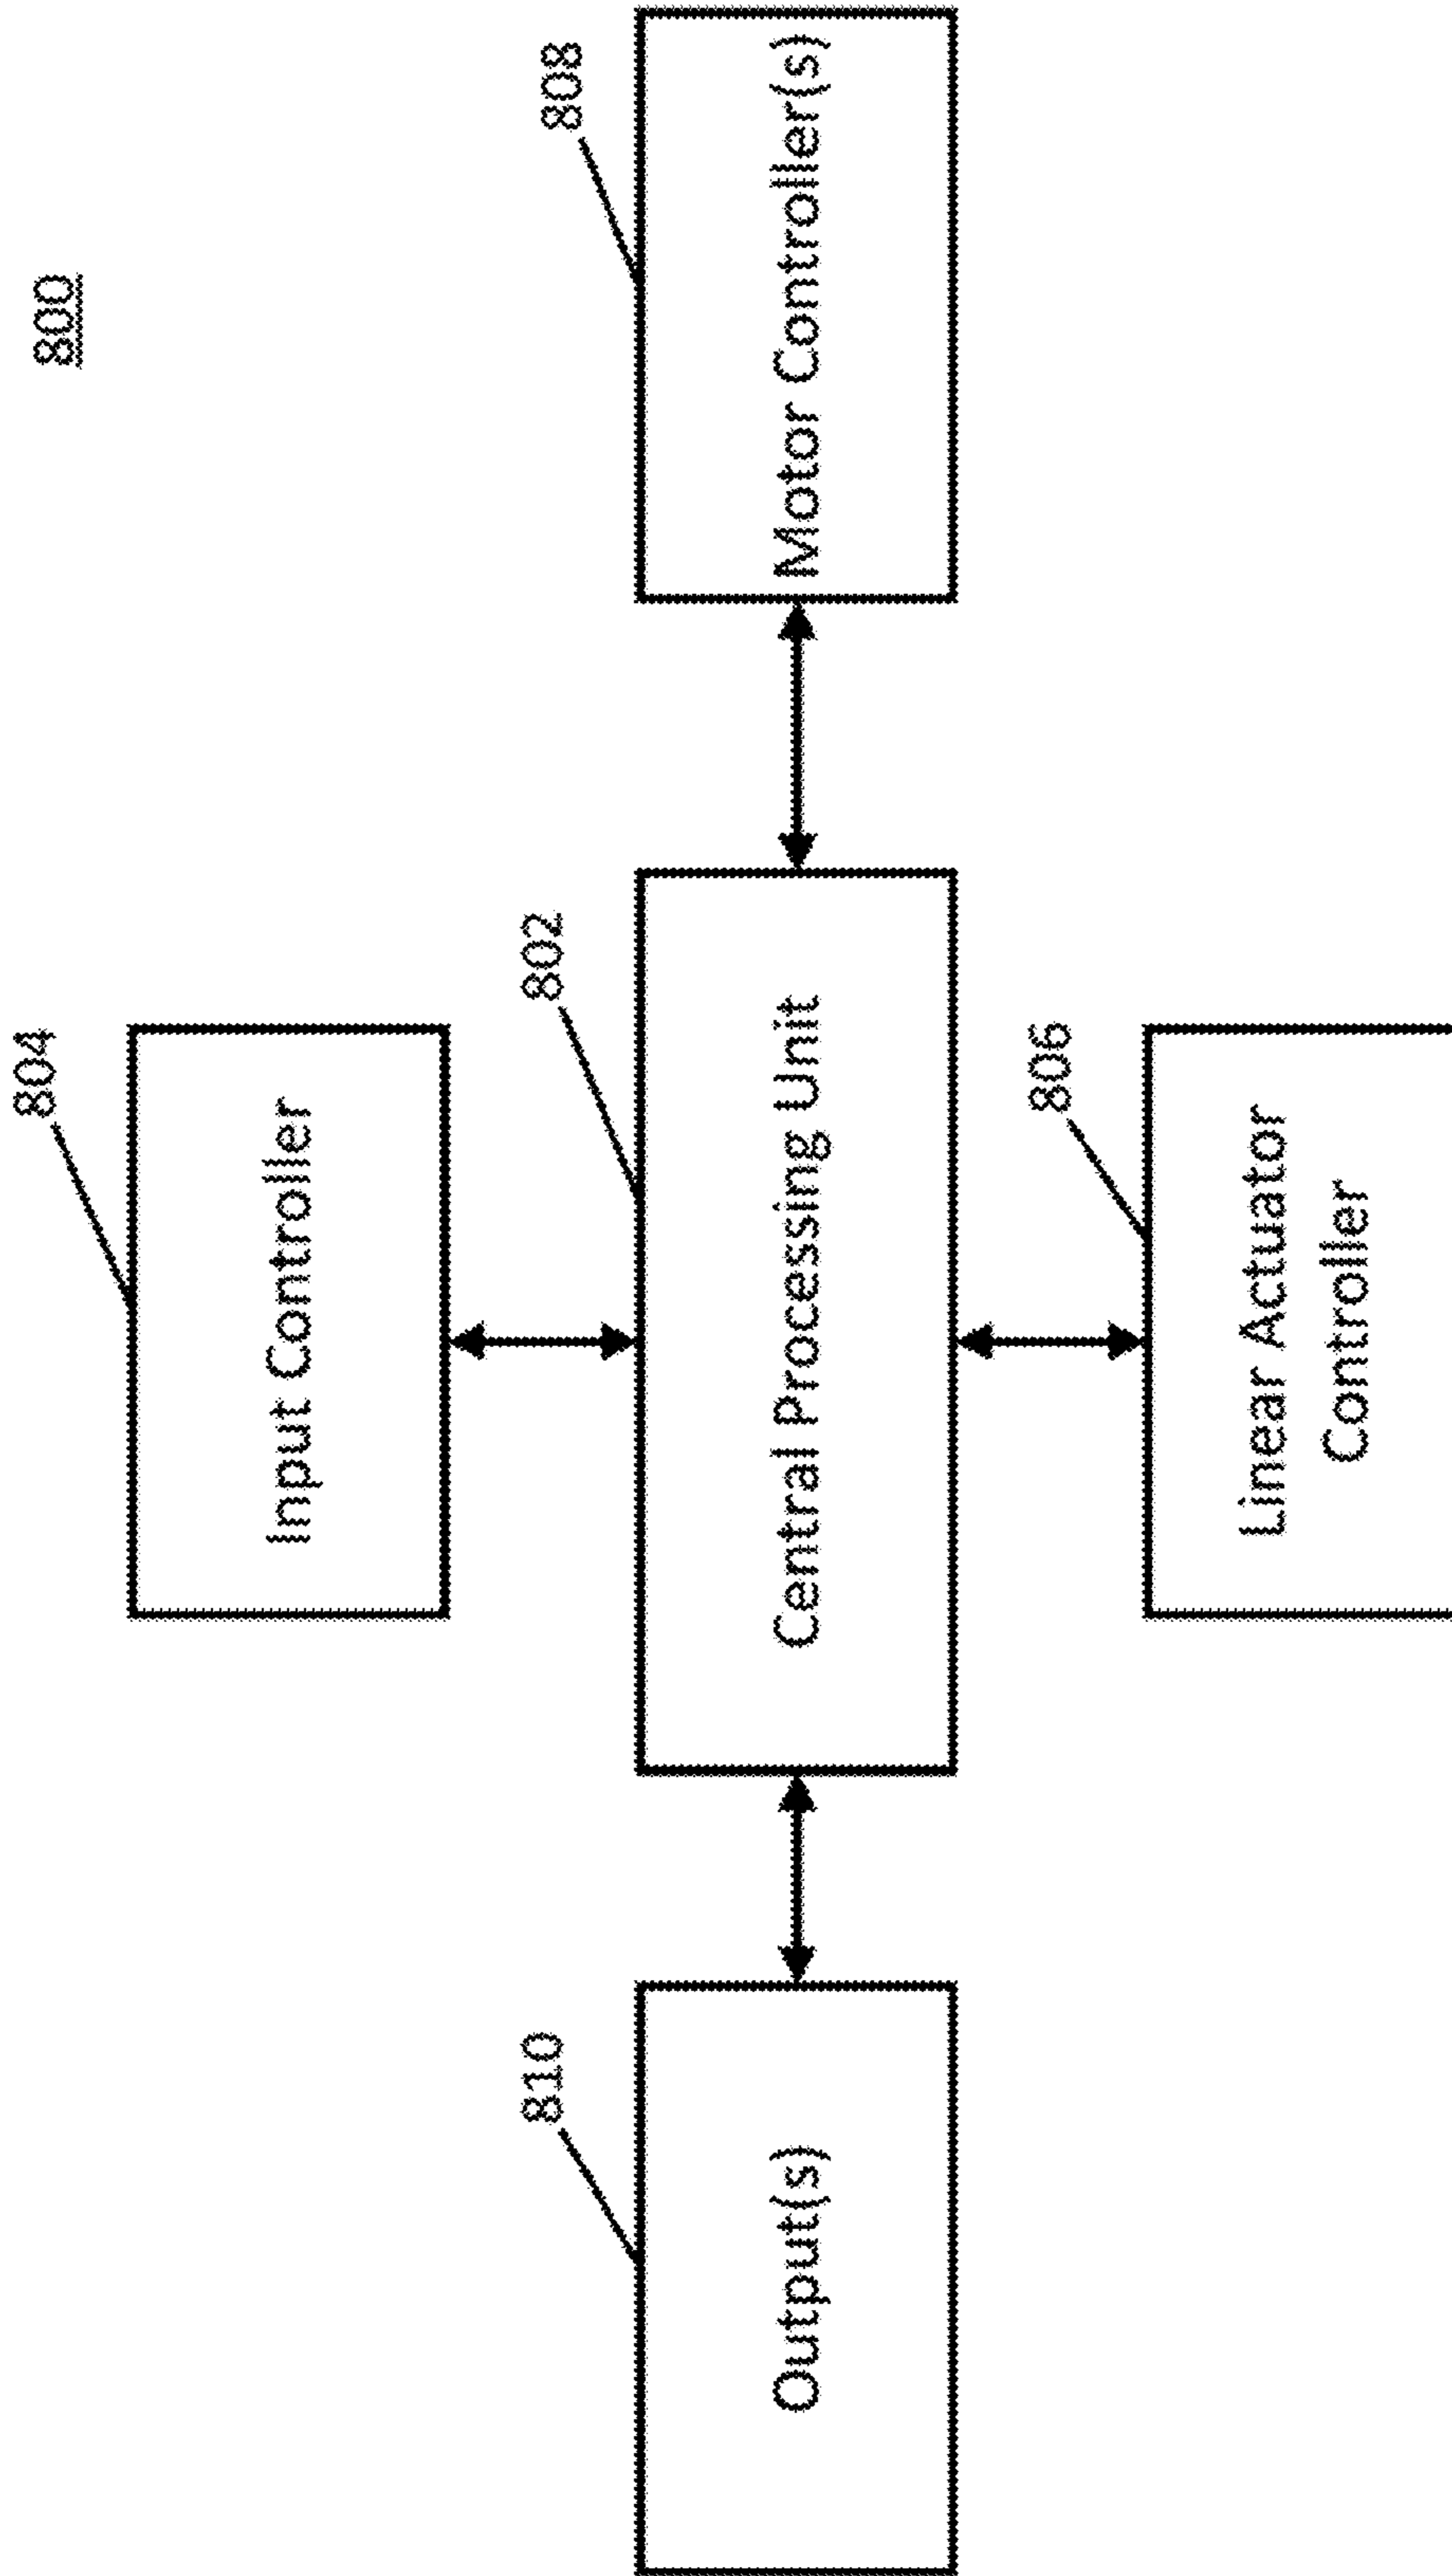 800
804
Input Controller
802
Central Processing Unit
810
Output(s)
808
Motor Controller(s)
806
Linear Actuator
Controller